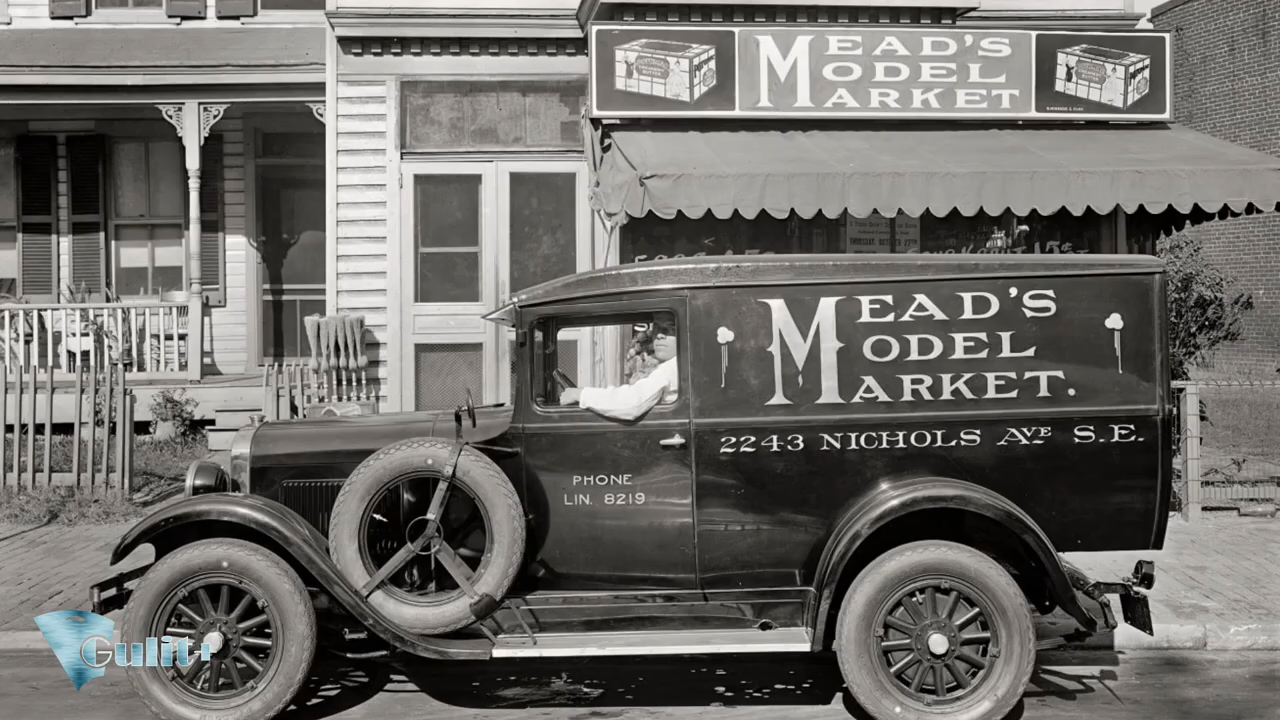 MEAD'S
MODEL
MARKET
MEAD'S
MODEL
MARKET.
2243 NICHOLS AVE S.E.
PHONE
LIN. 8219
Gulit+